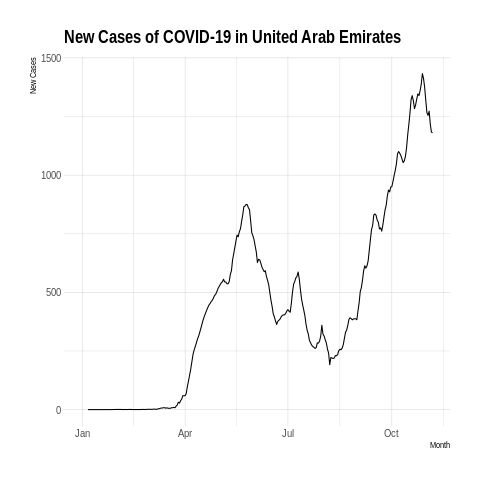 New Cases of COVID-19 in United Arab Emirates
New Cases
1500
1000
500
0
Jan Apr Jul Oct
Month